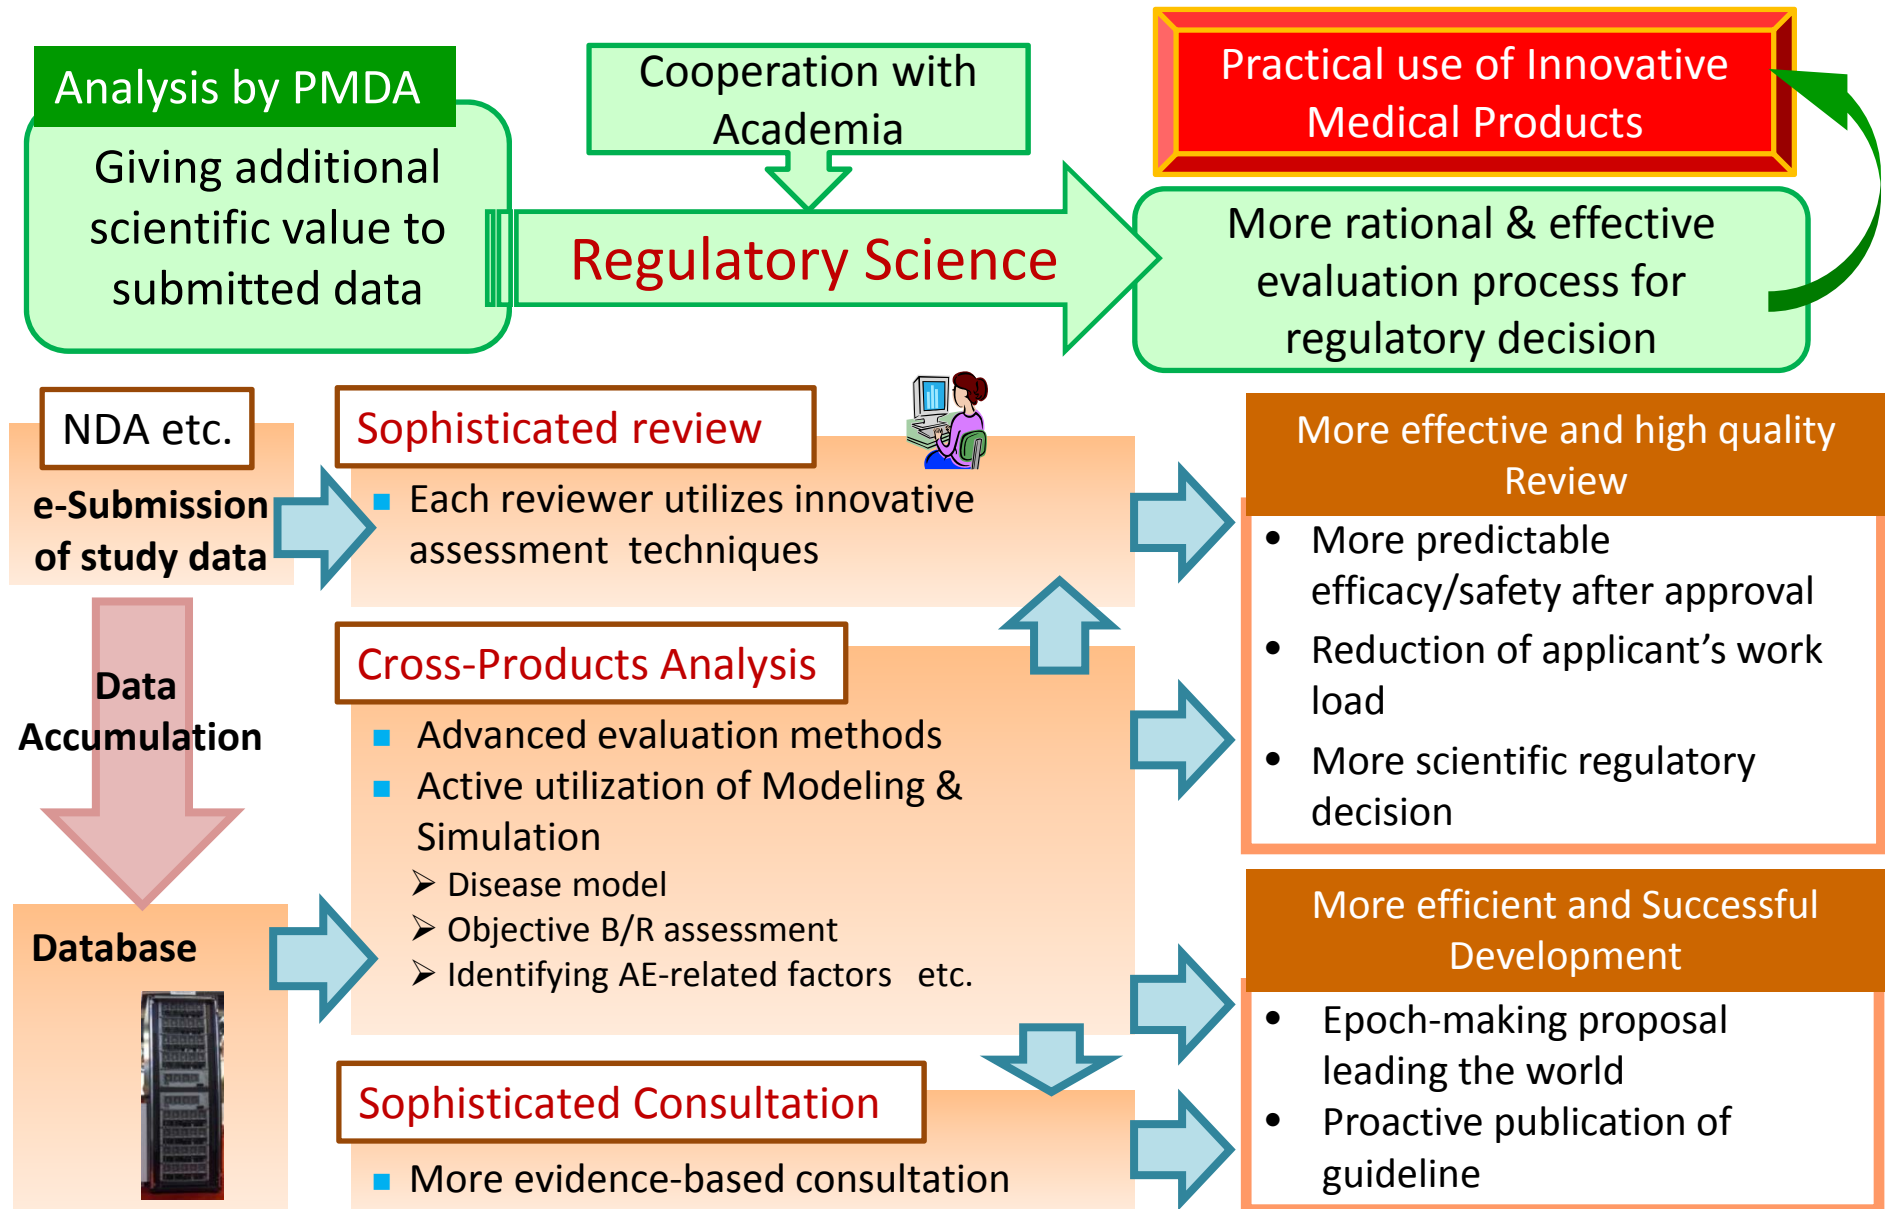 Analysis by PMDA
Giving additional
scientific value to
submitted data
Cooperation with
Academia
Regulatory Science
Practical use of Innovative
Medical Products
More rational & effective
evaluation process for
regulatory decision
NDA etc.
e-Submission
of study data
Data
Accumulation
Database
Sophisticated review
Each reviewer utilizes innovative
assessment techniques
Cross-Products Analysis
Advanced evaluation methods
Active utilization of Modeling &
Simulation
Disease model
Objective B/R assessment
Identifying AE-related factors etc.
Sophisticated Consultation
More evidence-based consultation
More effective and high quality
Review
• More predictable
efficacy/safety after approval
• Reduction of applicant’s work
load
• More scientific regulatory
decision
More efficient and Successful
Development
• Epoch-making proposal
leading the world
• Proactive publication of
guideline